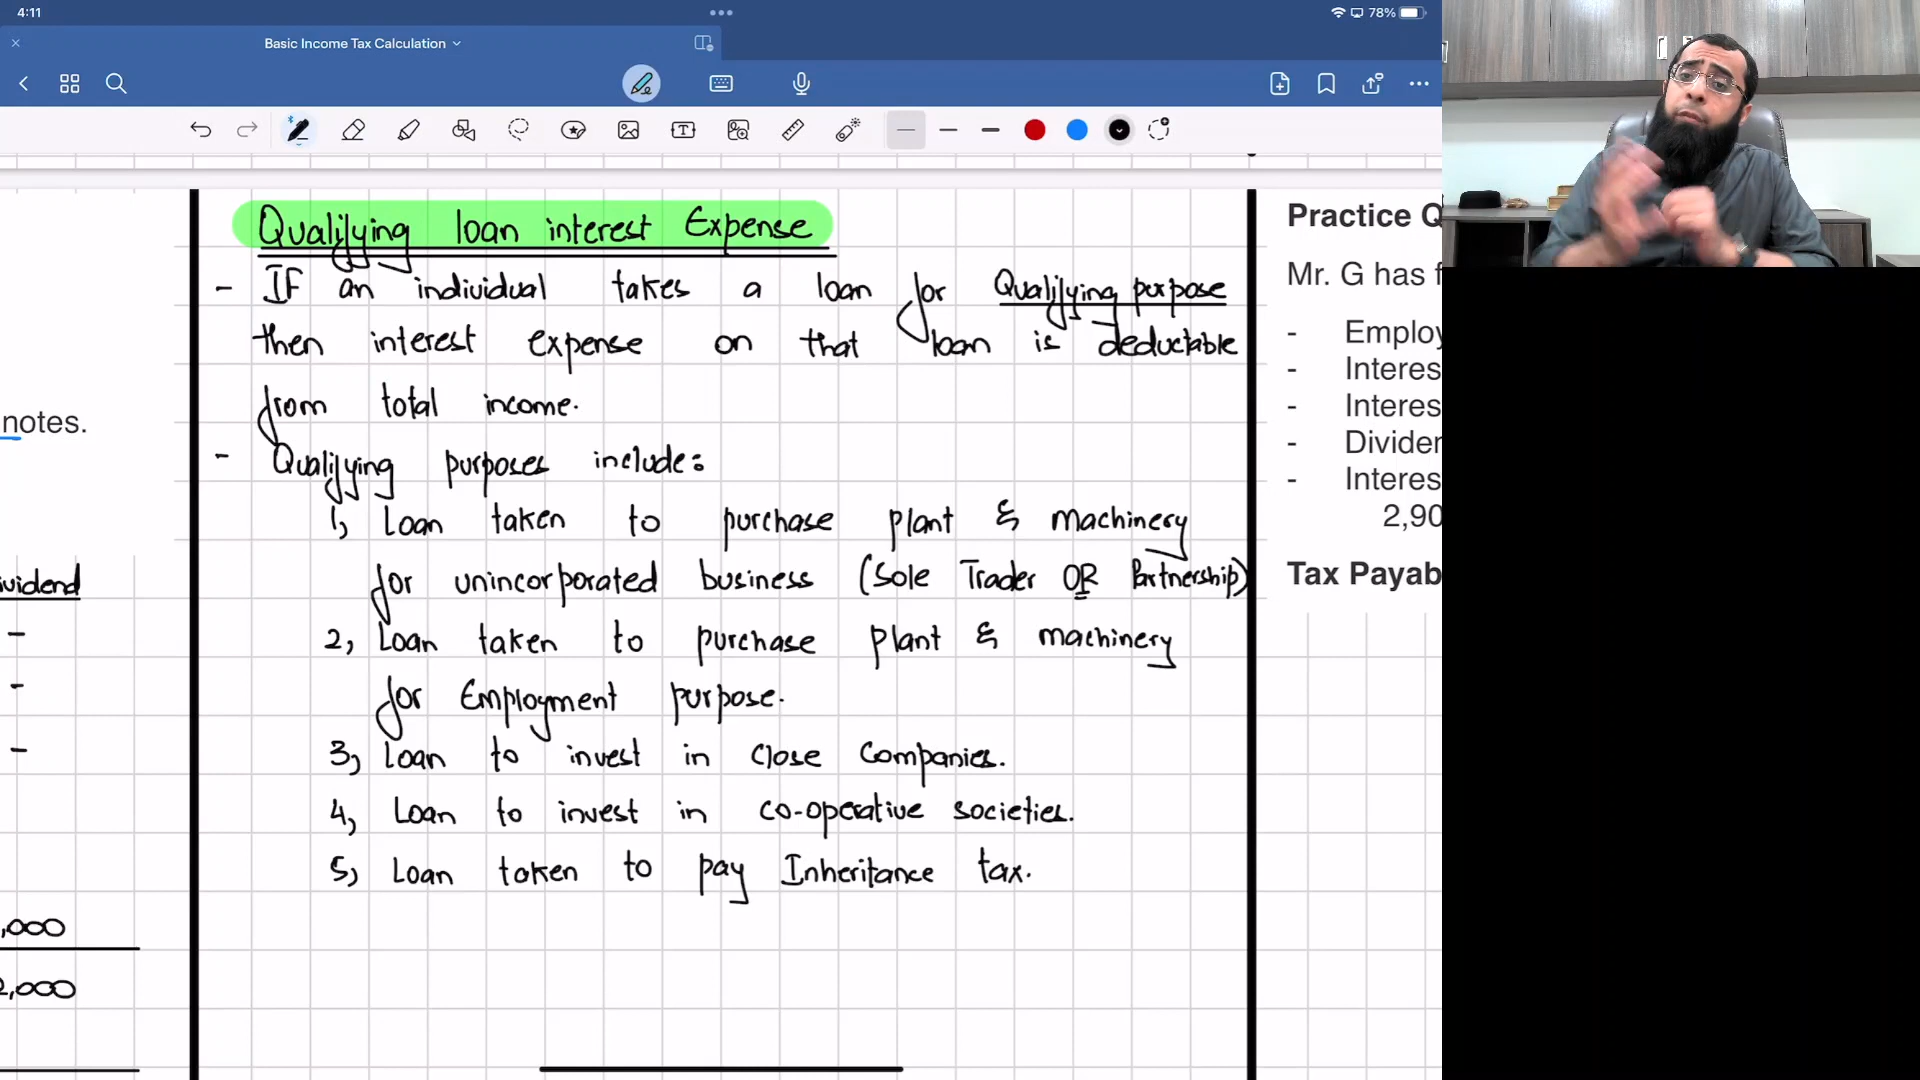 4:11
78%
Basic Income Tax Calculation
Qualifying loan interest Expense
- IF an individual takes a loan for Qualifying purpose
then interest expense on that loan is deductable
from total income.
- Qualifying purposes include:
1, Loan taken to purchase plant & machinery
for unincorporated business (Sole Trader OR Partnership)
2, Loan taken to purchase plant & machinery
for Employment purpose.
3, Loan to invest in close companies.
4, Loan to invest in co-operative societies.
5, Loan taken to pay Inheritance tax.
notes.
vidend
-
-
-
,000
2,000
Practice Q
Mr. G has f
- Employ
- Interes
- Interes
- Divider
- Interes
2,90
Tax Payab